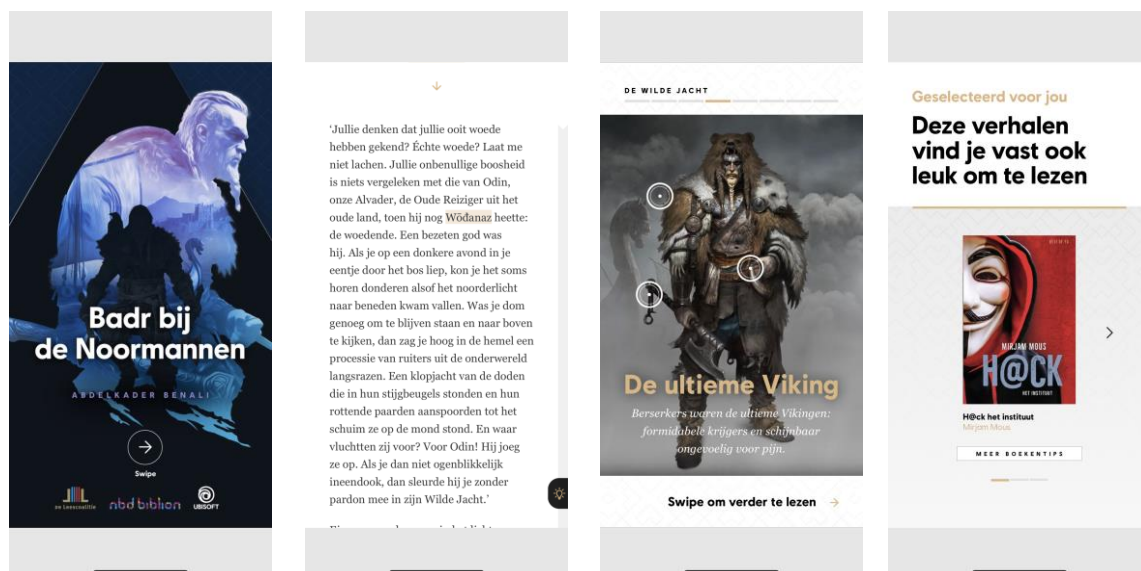 Badr bij
de Noormannen
ABDELKADER BENALI
Swipe
de Leescoalitie
nbd biblion
UBISOFT
'Jullie denken dat jullie ooit woede
hebben gekend? Échte woede? Laat me
niet lachen. Jullie onbenullige boosheid
is niets vergeleken met die van Odin,
onze Alvader, de Oude Reiziger uit het
oude land, toen hij nog Wōđanaz heette:
de woedende. Een bezeten god was
hij. Als je op een donkere avond in je
eentje door het bos liep, kon je het soms
horen donderen alsof het noorderlicht
naar beneden kwam vallen. Was je dom
genoeg om te blijven staan en naar boven
te kijken, dan zag je hoog in de hemel een
processie van ruiters uit de onderwereld
langsrazen. Een klopjacht van de doden
die in hun stijgbeugels stonden en hun
rottende paarden aanspoorden tot het
schuim ze op de mond stond. En waar
vluchtten zij voor? Voor Odin! Hij joeg
ze op. Als je dan niet ogenblikkelijk
ineendook, dan sleurde hij je zonder
pardon mee in zijn Wilde Jacht.'
DE WILDE JACHT
De ultieme Viking
Berserkers waren de ultieme Vikingen:
formidabele krijgers en schijnbaar
ongevoelig voor pijn.
Swipe om verder te lezen
Geselecteerd voor jou
Deze verhalen
vind je vast ook
leuk om te lezen
MIRJAM MOUS
H@CK
HET INSTITUUT
H@ck het instituut
Mirjam Mous
MEER BOEKENTIPS